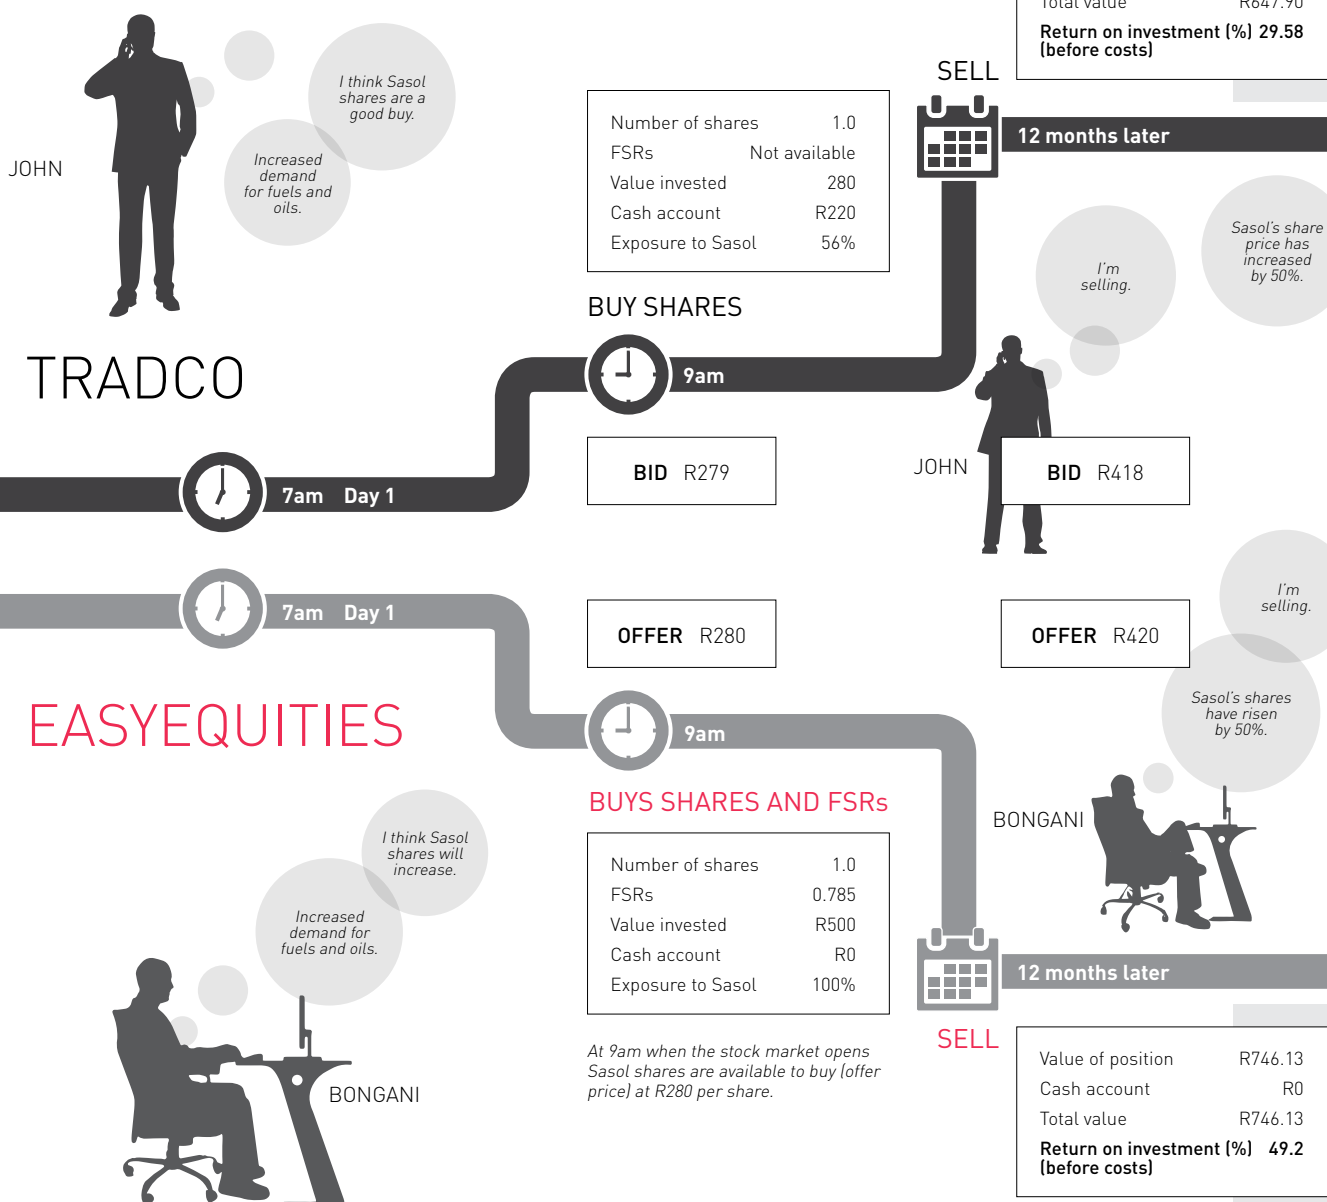 Total value R647.90
Return on investment (%) 29.58
(before costs)
SELL
12 months later
I think Sasol
shares are a
good buy.
Increased
demand
for fuels and
oils.
JOHN
Number of shares 1.0
FSRs Not available
Value invested 280
Cash account R220
Exposure to Sasol 56%
BUY SHARES
9am
Sasol's share
price has
increased
by 50%.
I'm
selling.
TRADCO
7am Day 1
BID R279
JOHN
BID R418
7am Day 1
OFFER R280
OFFER R420
I'm
selling.
Sasol's shares
have risen
by 50%.
EASYEQUITIES
9am
BUYS SHARES AND FSRs
BONGANI
Number of shares 1.0
FSRs 0.785
Value invested R500
Cash account R0
Exposure to Sasol 100%
I think Sasol
shares will
increase.
Increased
demand for
fuels and oils.
BONGANI
At 9am when the stock market opens
Sasol shares are available to buy (offer
price) at R280 per share.
12 months later
SELL
Value of position R746.13
Cash account R0
Total value R746.13
Return on investment (%) 49.2
(before costs)